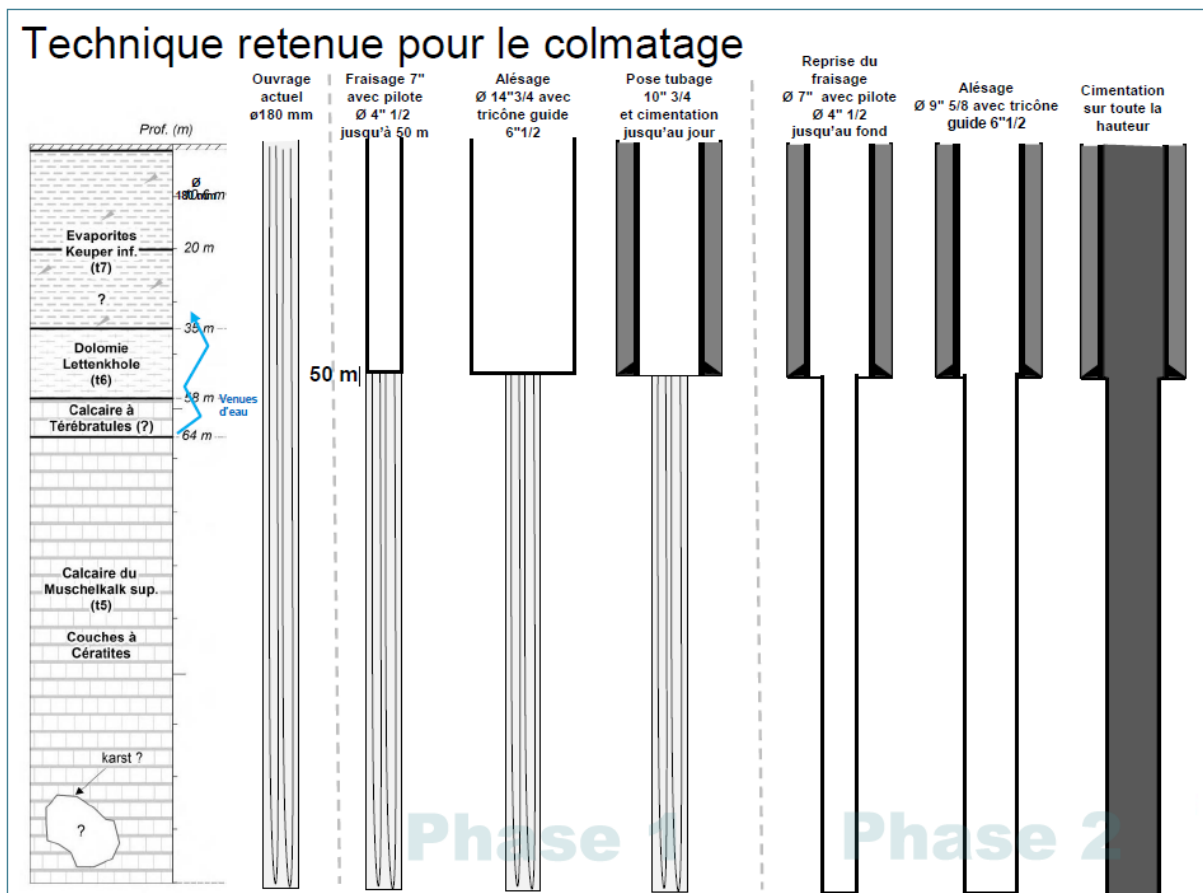 Technique retenue pour le colmatage
Prof. (m)
Ouvrage
actuel
ø180 mm
Fraisage 7"
avec pilote
Ø 4" 1/2
jusqu'à 50 m
Alésage
Ø 14"3/4 avec
tricône guide
6"1/2
Pose tubage
10" 3/4
et cimentation
jusqu'au jour
Reprise du
fraisage
Ø 7" avec pilote
Ø 4" 1/2
jusqu'au fond
Alésage
Ø 9" 5/8 avec tricône
guide 6"1/2
Cimentation
sur toute la
hauteur
Ø
Evaporites
Keuper inf.
(t7)
?
20 m
35 m
Dolomie
Lettenkhole
(t6)
50 m
58 m
Venues
d'eau
Calcaire à
Térébratules (?)
64 m
Calcaire du
Muschelkalk sup.
(t5)
Couches à
Cératites
karst ?
?
Phase 1
Phase 2